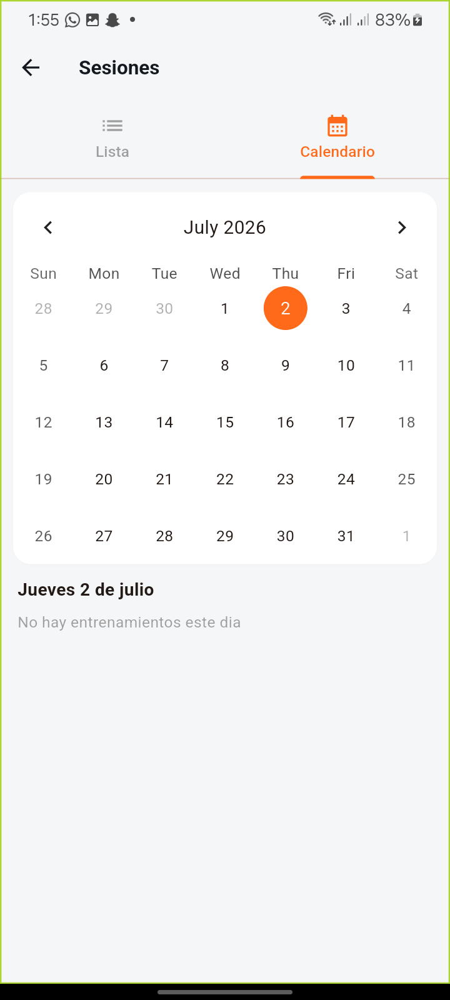 1:55 83%
Sesiones
Lista Calendario
July 2026
Sun Mon Tue Wed Thu Fri Sat
28 29 30 1 2 3 4
5 6 7 8 9 10 11
12 13 14 15 16 17 18
19 20 21 22 23 24 25
26 27 28 29 30 31 1
Jueves 2 de julio
No hay entrenamientos este dia